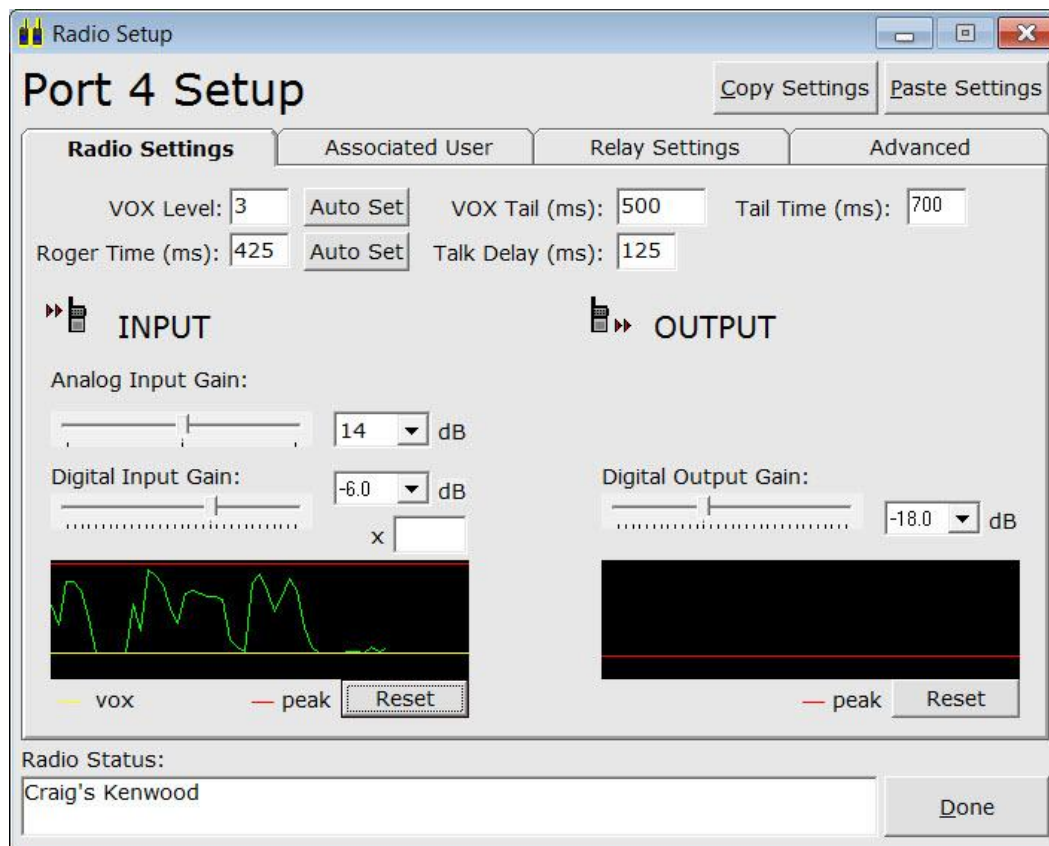 Radio Setup
Port 4 Setup
Copy Settings
Paste Settings
Radio Settings
Associated User
Relay Settings
Advanced
VOX Level: 3
Auto Set
VOX Tail (ms): 500
Tail Time (ms): 700
Roger Time (ms): 425
Auto Set
Talk Delay (ms): 125
INPUT
OUTPUT
Analog Input Gain:
14 dB
Digital Input Gain:
-6.0 dB
x
Digital Output Gain:
-18.0 dB
vox
peak
Reset
peak
Reset
Radio Status:
Craig's Kenwood
Done